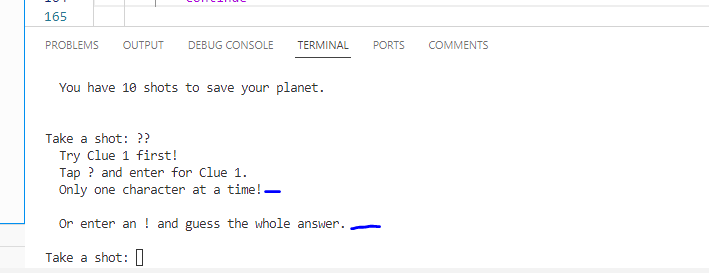 165
PROBLEMS OUTPUT DEBUG CONSOLE TERMINAL PORTS COMMENTS
You have 10 shots to save your planet.
Take a shot: ??
Try Clue 1 first!
Tap ? and enter for Clue 1.
Only one character at a time!
Or enter an ! and guess the whole answer.
Take a shot: